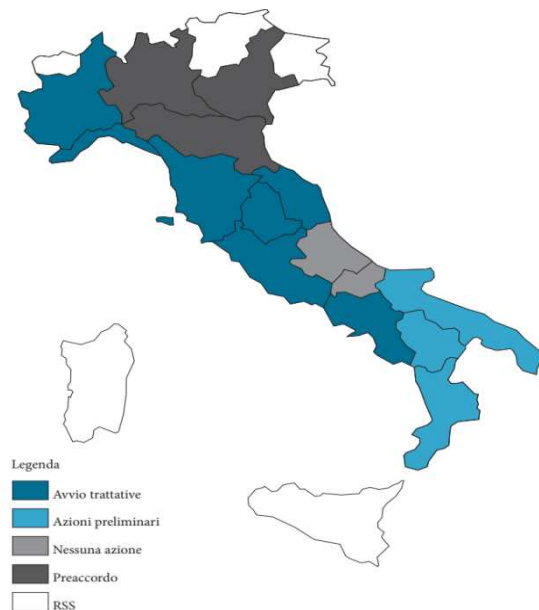 Legenda
Avvio trattative
Azioni preliminari
Nessuna azione
Preaccordo
RSS